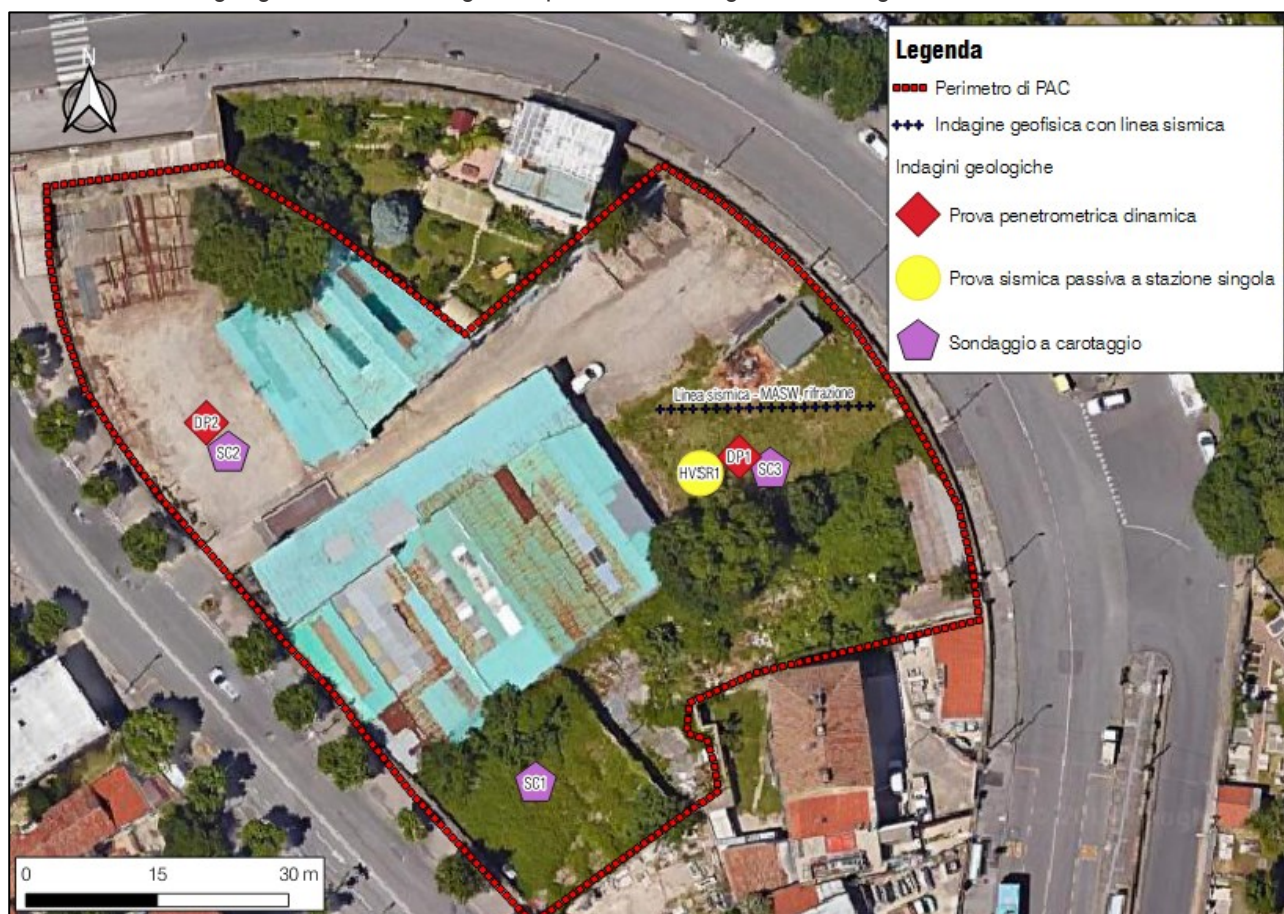 N
Legenda
Perimetro di PAC
Indagine geofisica con linea sismica
Indagini geologiche
Prova penetrometrica dinamica
Prova sismica passiva a stazione singola
Sondaggio a carotaggio
Linea sismica - MASW, rifrazione
DP2
SC2
DP1
HVSR1
SC3
SC1
0 15 30 m